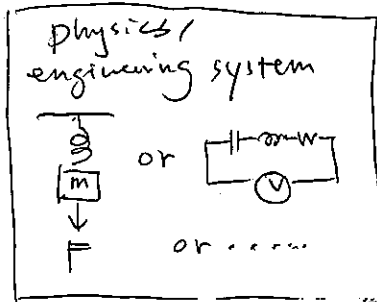 physics/
engineering system
m
or
V
F
or .....